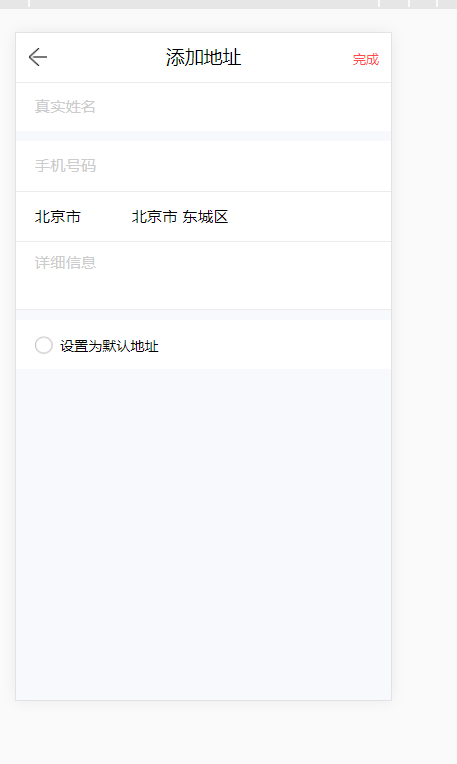 添加地址 完成
真实姓名
手机号码
北京市 北京市 东城区
详细信息
设置为默认地址